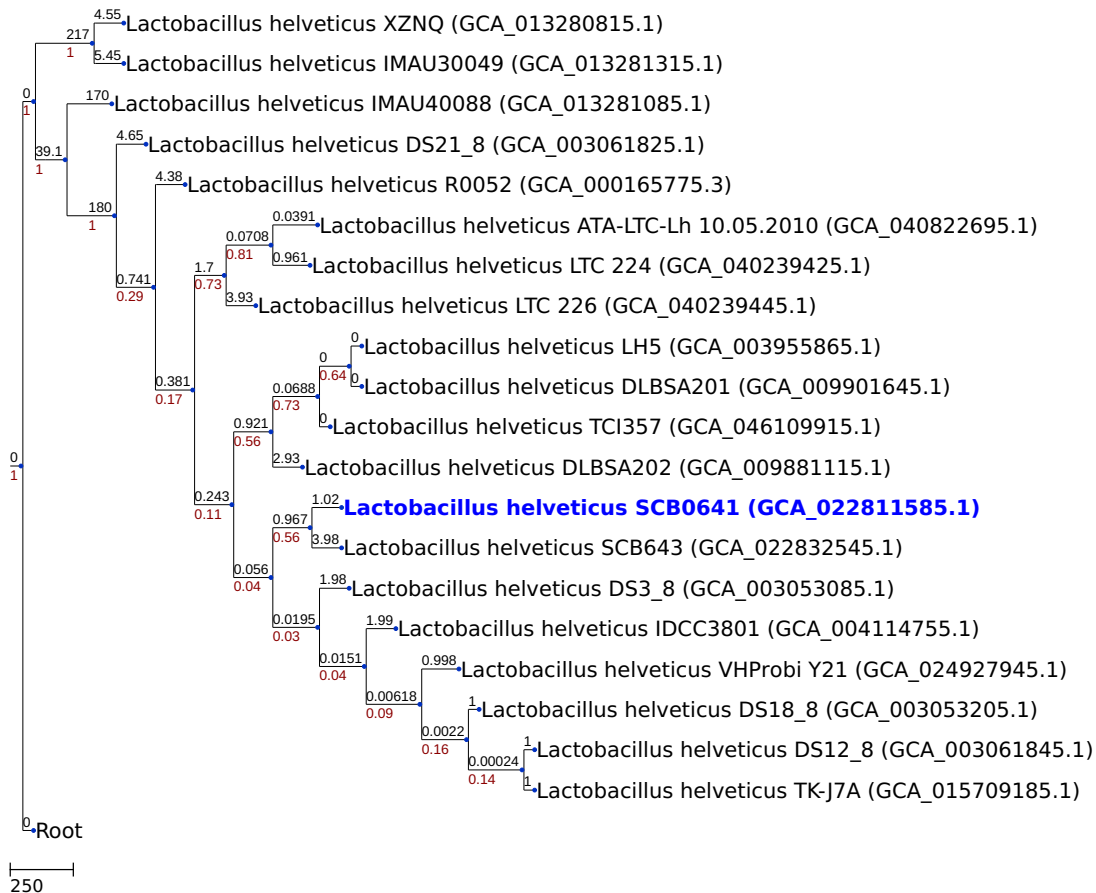 4.55 Lactobacillus helveticus XZNQ (GCA_013280815.1)
217
1
5.45 Lactobacillus helveticus IMAU30049 (GCA_013281315.1)
0
1
170 Lactobacillus helveticus IMAU40088 (GCA_013281085.1)
39.1
1
4.65 Lactobacillus helveticus DS21_8 (GCA_003061825.1)
180
1
4.38 Lactobacillus helveticus R0052 (GCA_000165775.3)
0.741
0.29
0.0391 Lactobacillus helveticus ATA-LTC-Lh 10.05.2010 (GCA_040822695.1)
0.0708
0.81
0.961 Lactobacillus helveticus LTC 224 (GCA_040239425.1)
1.7
0.73
3.93 Lactobacillus helveticus LTC 226 (GCA_040239445.1)
0.381
0.17
0 Lactobacillus helveticus LH5 (GCA_003955865.1)
0
0.64
0 Lactobacillus helveticus DLBSA201 (GCA_009901645.1)
0.0688
0.73
0 Lactobacillus helveticus TCI357 (GCA_046109915.1)
0.921
0.56
2.93 Lactobacillus helveticus DLBSA202 (GCA_009881115.1)
0
1
0.243
0.11
1.02 Lactobacillus helveticus SCB0641 (GCA_022811585.1)
0.967
0.56
3.98 Lactobacillus helveticus SCB643 (GCA_022832545.1)
0.056
0.04
1.98 Lactobacillus helveticus DS3_8 (GCA_003053085.1)
0.0195
0.03
1.99 Lactobacillus helveticus IDCC3801 (GCA_004114755.1)
0.0151
0.04
0.998 Lactobacillus helveticus VHProbi Y21 (GCA_024927945.1)
0.00618
0.09
1 Lactobacillus helveticus DS18_8 (GCA_003053205.1)
0.0022
0.16
1 Lactobacillus helveticus DS12_8 (GCA_003061845.1)
0.00024
0.14
1 Lactobacillus helveticus TK-J7A (GCA_015709185.1)
0 Root
250